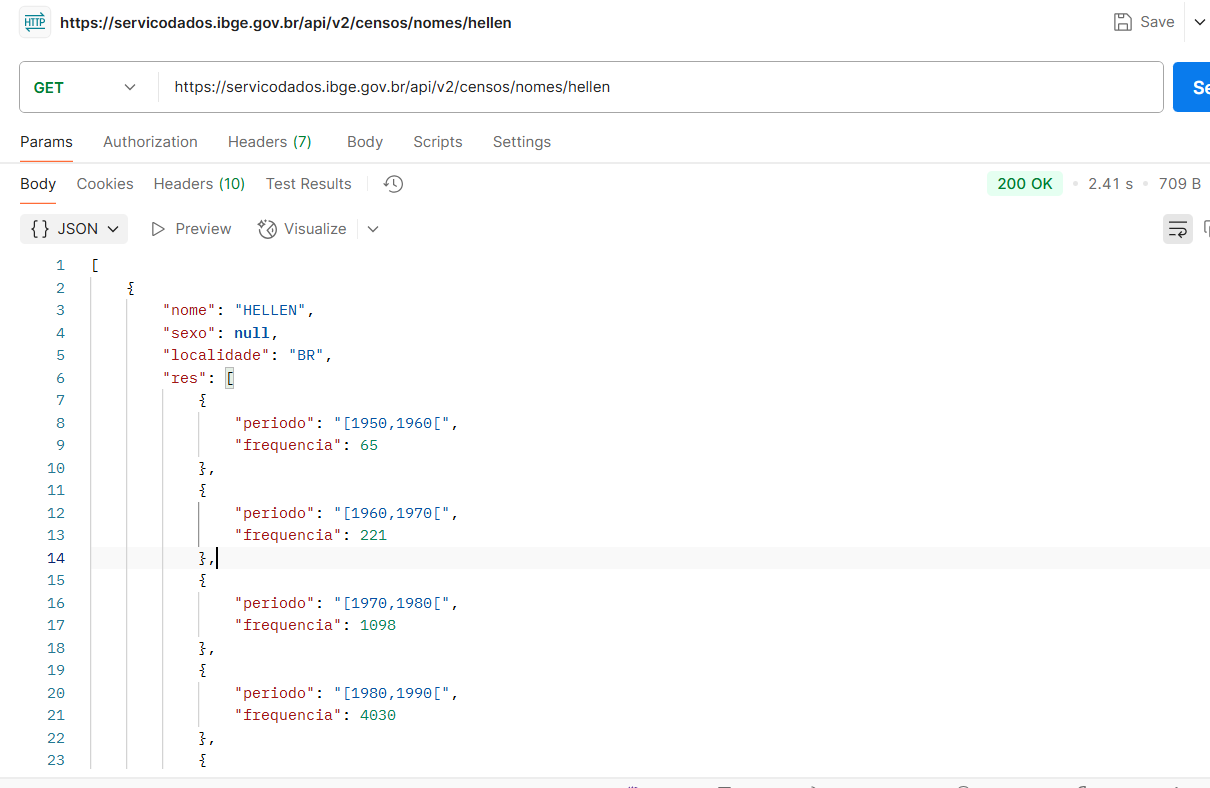 HTTP https://servicodados.ibge.gov.br/api/v2/censos/nomes/hellen Save
GET https://servicodados.ibge.gov.br/api/v2/censos/nomes/hellen
Params Authorization Headers (7) Body Scripts Settings
Body Cookies Headers (10) Test Results 200 OK • 2.41 s • 709 B
{} JSON Preview Visualize
1 [
2 {
3 "nome": "HELLEN",
4 "sexo": null,
5 "localidade": "BR",
6 "res": [
7 {
8 "periodo": "[1950,1960[",
9 "frequencia": 65
10 },
11 {
12 "periodo": "[1960,1970[",
13 "frequencia": 221
14 },
15 {
16 "periodo": "[1970,1980[",
17 "frequencia": 1098
18 },
19 {
20 "periodo": "[1980,1990[",
21 "frequencia": 4030
22 },
23 {